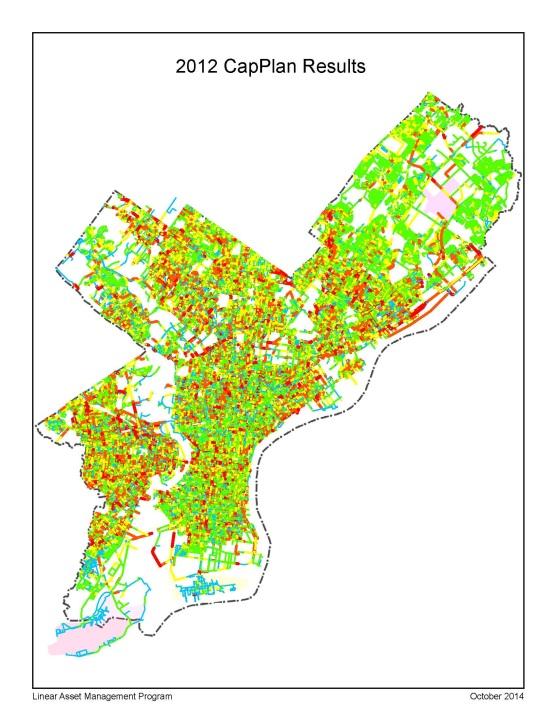 2012 CapPlan Results
Linear Asset Management Program
October 2014